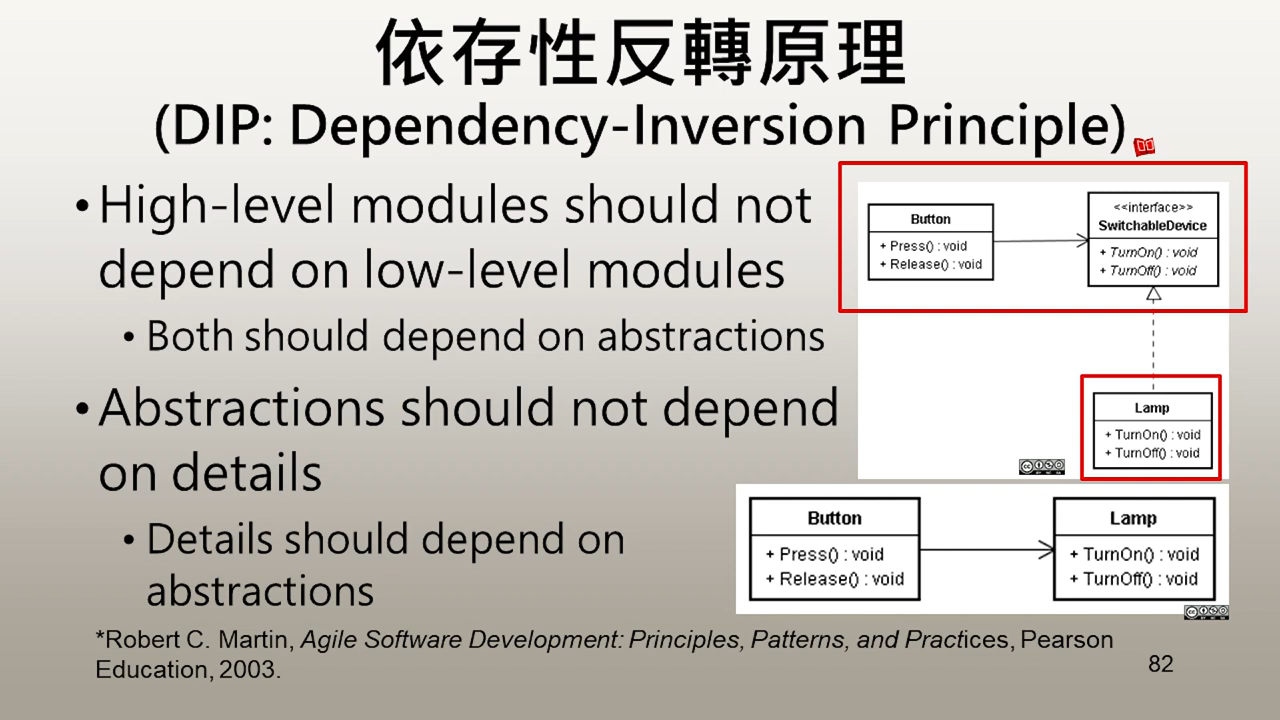 依存性反轉原理
(DIP: Dependency-Inversion Principle)
•High-level modules should not
depend on low-level modules
• Both should depend on abstractions
•Abstractions should not depend
on details
• Details should depend on
abstractions
Button
+ Press() : void
+ Release() : void
<<interface>>
SwitchableDevice
+ TurnOn() : void
+ TurnOff() : void
Lamp
+ TurnOn() : void
+ TurnOff() : void
Button
+ Press() : void
+ Release() : void
Lamp
+ TurnOn() : void
+ TurnOff() : void
*Robert C. Martin, Agile Software Development: Principles, Patterns, and Practices, Pearson
Education, 2003.
82